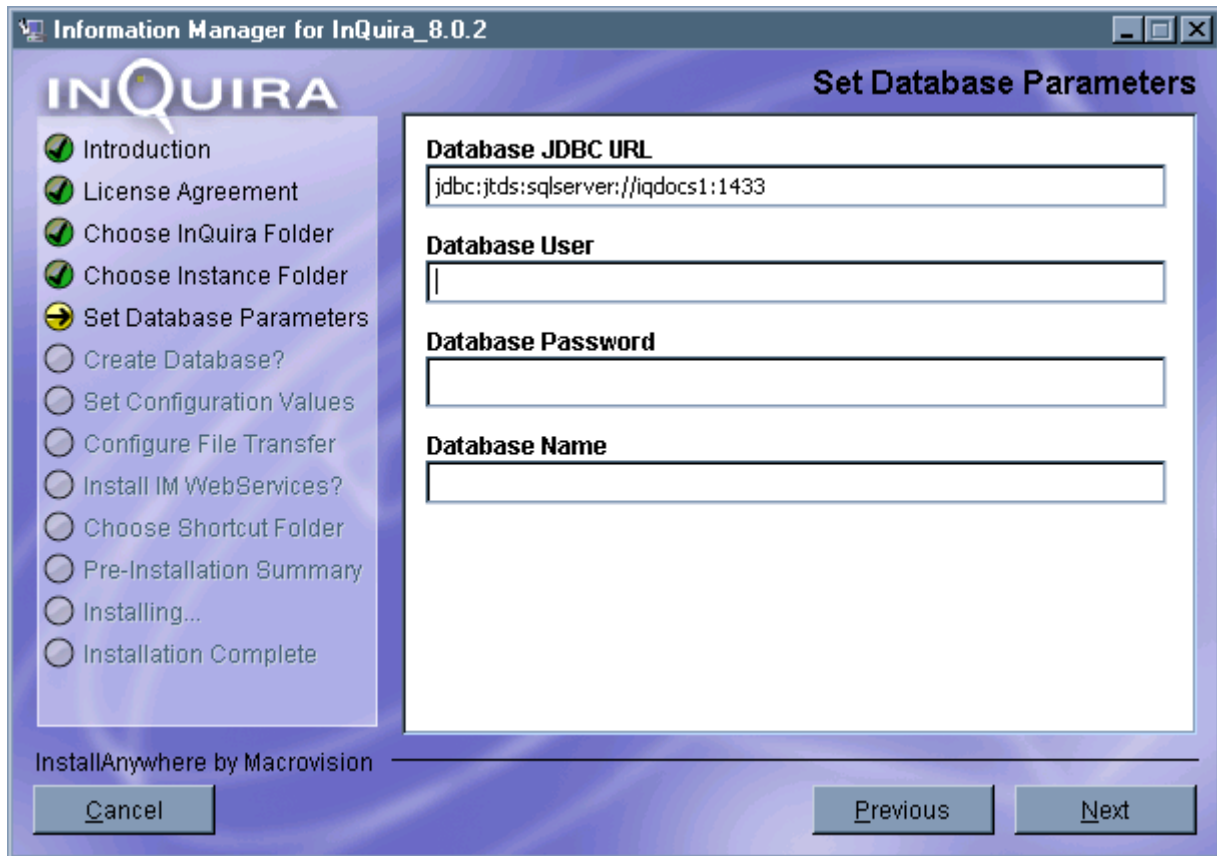 Information Manager for InQuira_8.0.2
INQUIRA
Set Database Parameters
Introduction
License Agreement
Choose InQuira Folder
Choose Instance Folder
Set Database Parameters
Create Database?
Set Configuration Values
Configure File Transfer
Install IM WebServices?
Choose Shortcut Folder
Pre-Installation Summary
Installing...
Installation Complete
Database JDBC URL
jdbc:jtds:sqlserver://iqdocs1:1433
Database User
Database Password
Database Name
InstallAnywhere by Macrovision
Cancel
Previous
Next